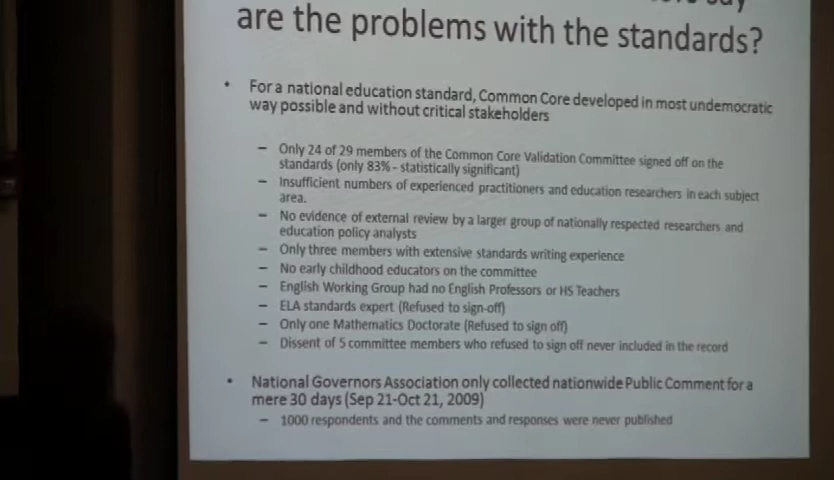 are the problems with the standards?
• For a national education standard, Common Core developed in most undemocratic
way possible and without critical stakeholders
– Only 24 of 29 members of the Common Core Validation Committee signed off on the
standards (only 83% - statistically significant)
– Insufficient numbers of experienced practitioners and education researchers in each subject
area.
– No evidence of external review by a larger group of nationally respected researchers and
education policy analysts
– Only three members with extensive standards writing experience
– No early childhood educators on the committee
– English Working Group had no English Professors or HS Teachers
– ELA standards expert (Refused to sign-off)
– Only one Mathematics Doctorate (Refused to sign off)
– Dissent of 5 committee members who refused to sign off never included in the record
• National Governors Association only collected nationwide Public Comment for a
mere 30 days (Sep 21-Oct 21, 2009)
– 1000 respondents and the comments and responses were never published